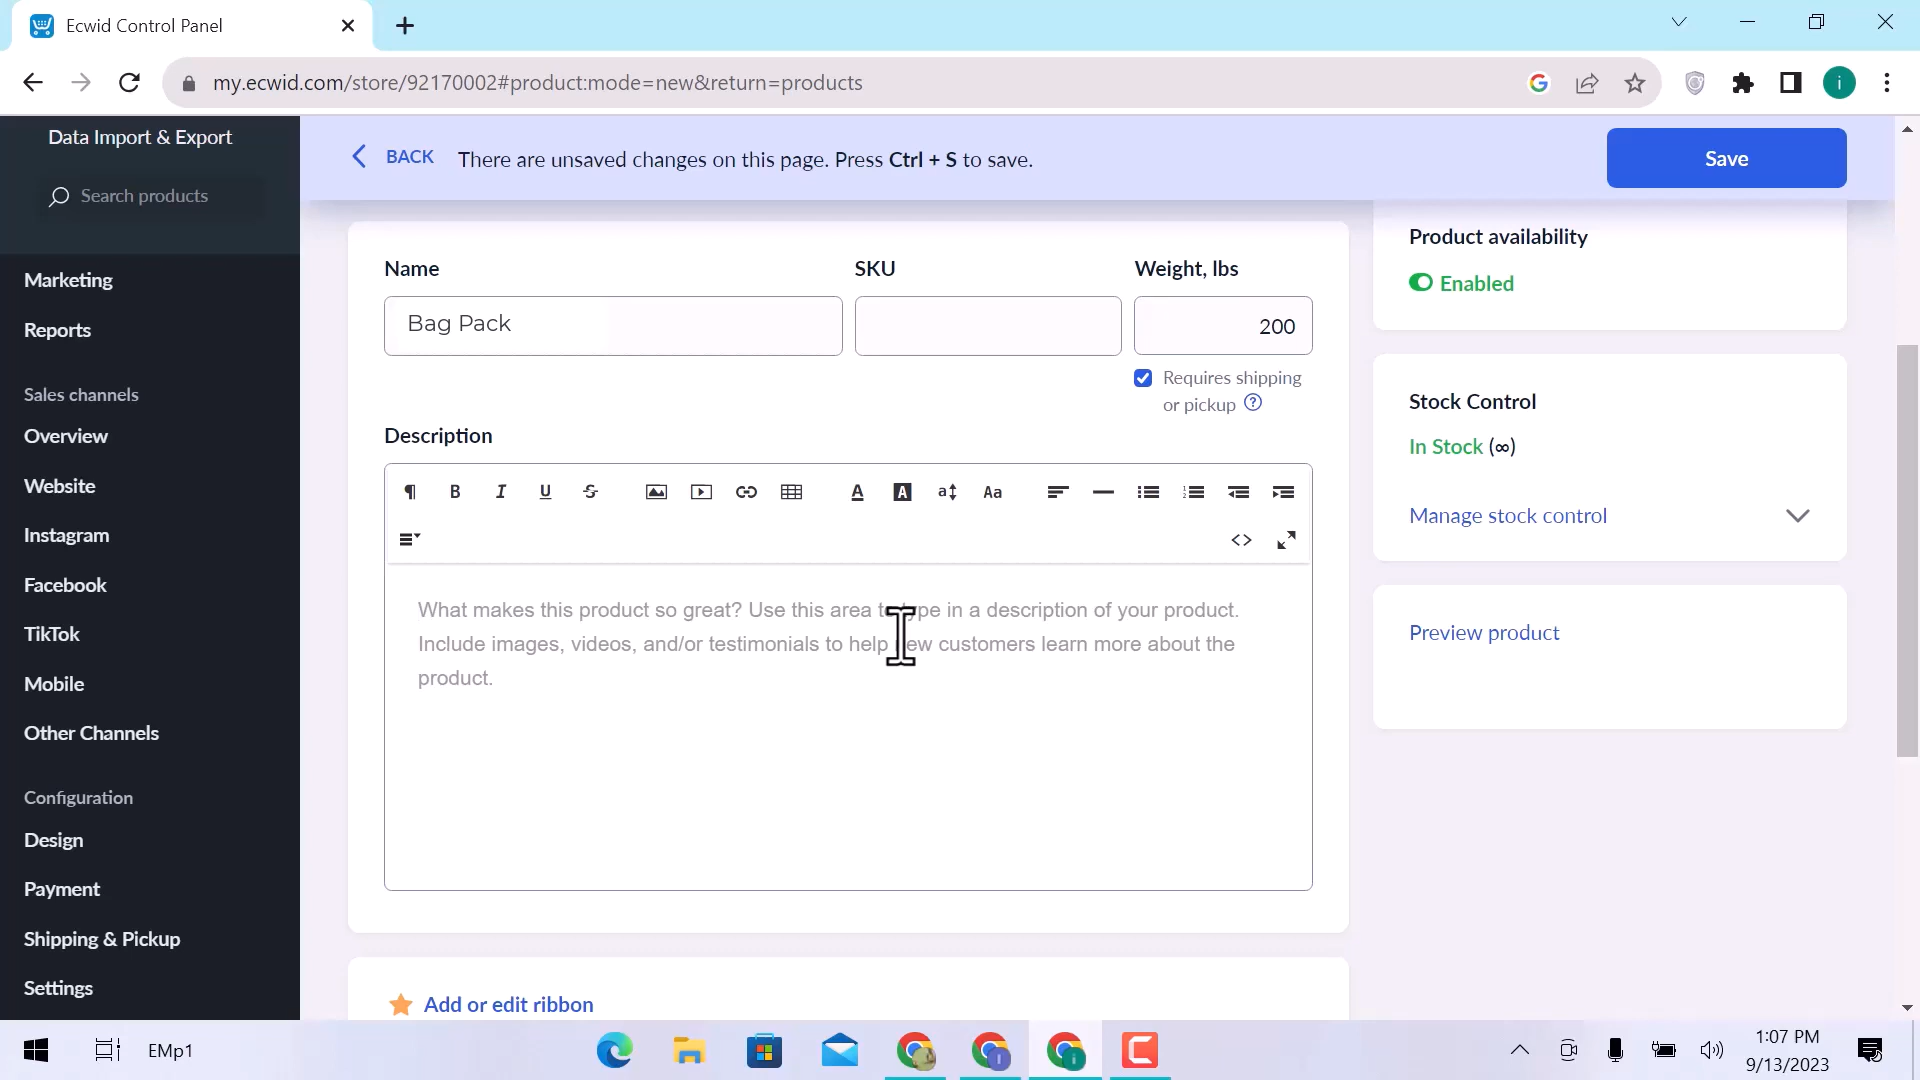 Ecwid Control Panel
my.ecwid.com/store/92170002#product:mode=new&return=products
i
Data Import & Export
Search products
Marketing
Reports
Sales channels
Overview
Website
Instagram
Facebook
TikTok
Mobile
Other Channels
Configuration
Design
Payment
Shipping & Pickup
Settings
BACK There are unsaved changes on this page. Press Ctrl + S to save.
Save
Name SKU Weight, lbs
Bag Pack 200
Requires shipping
or pickup ?
Description
¶ B I U S A A a Aa
<>
What makes this product so great? Use this area to type in a description of your product.
Include images, videos, and/or testimonials to help new customers learn more about the
product.
Add or edit ribbon
Product availability
Enabled
Stock Control
In Stock (∞)
Manage stock control
Preview product
EMp1
I
i
1:07 PM
9/13/2023